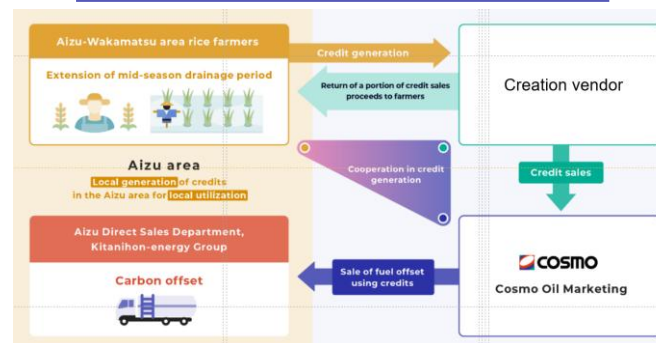 Aizu-Wakamatsu area rice farmers
Extension of mid-season drainage period
Credit generation
Return of a portion of credit sales
proceeds to farmers
Creation vendor
Aizu area
Local generation of credits
in the Aizu area for local utilization
Cooperation in credit
generation
Credit sales
Aizu Direct Sales Department,
Kitanihon-energy Group
Carbon offset
Sale of fuel offset
using credits
COSMO
Cosmo Oil Marketing